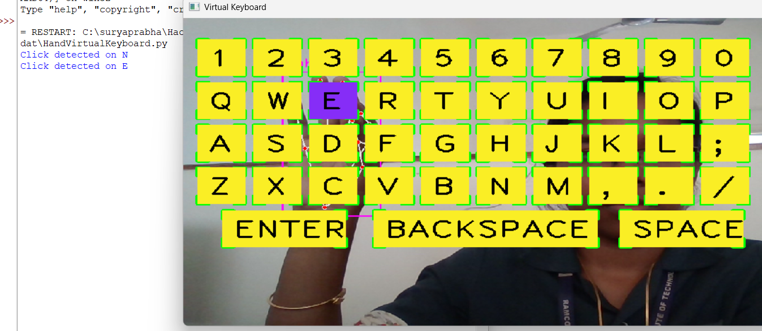 Type "help", "copyright", "cr
>>>
= RESTART: C:\suryaprabha\Hac
dat\HandVirtualKeyboard.py
Click detected on N
Click detected on E
Virtual Keyboard
1 2 3 4 5 6 7 8 9 0
Q W E R T Y U I O P
A S D F G H J K L ;
Z X C V B N M , . /
ENTER BACKSPACE SPACE